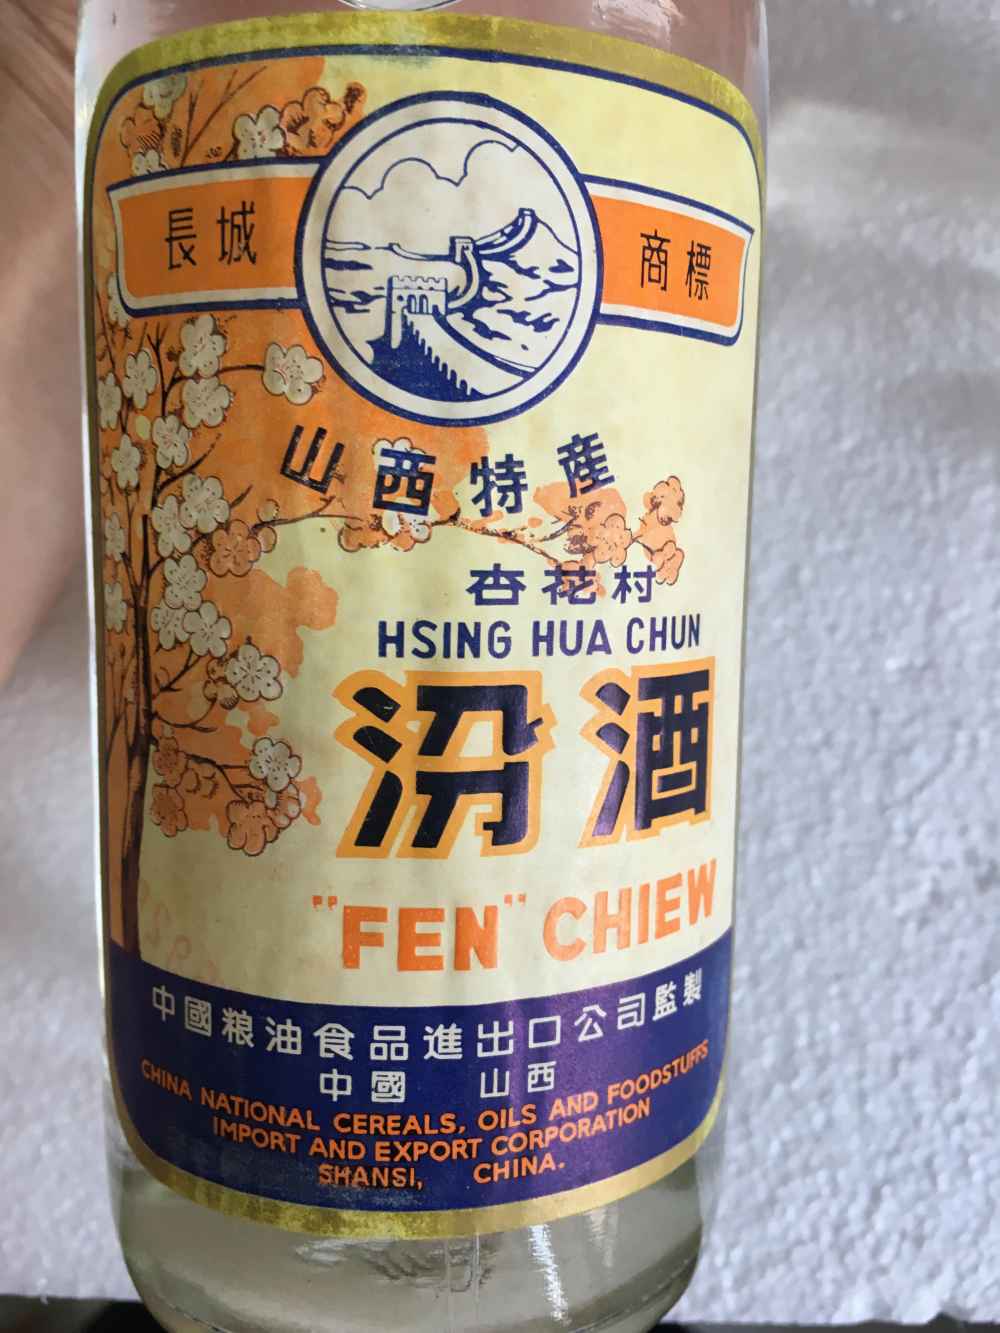 長城
商標
山西特産
杏花村
HSING HUA CHUN
汾酒
"FEN" CHIEW
中國粮油食品進出口公司監製
中國 山西
CHINA NATIONAL CEREALS, OILS AND FOODSTUFFS
IMPORT AND EXPORT CORPORATION
SHANSI, CHINA.